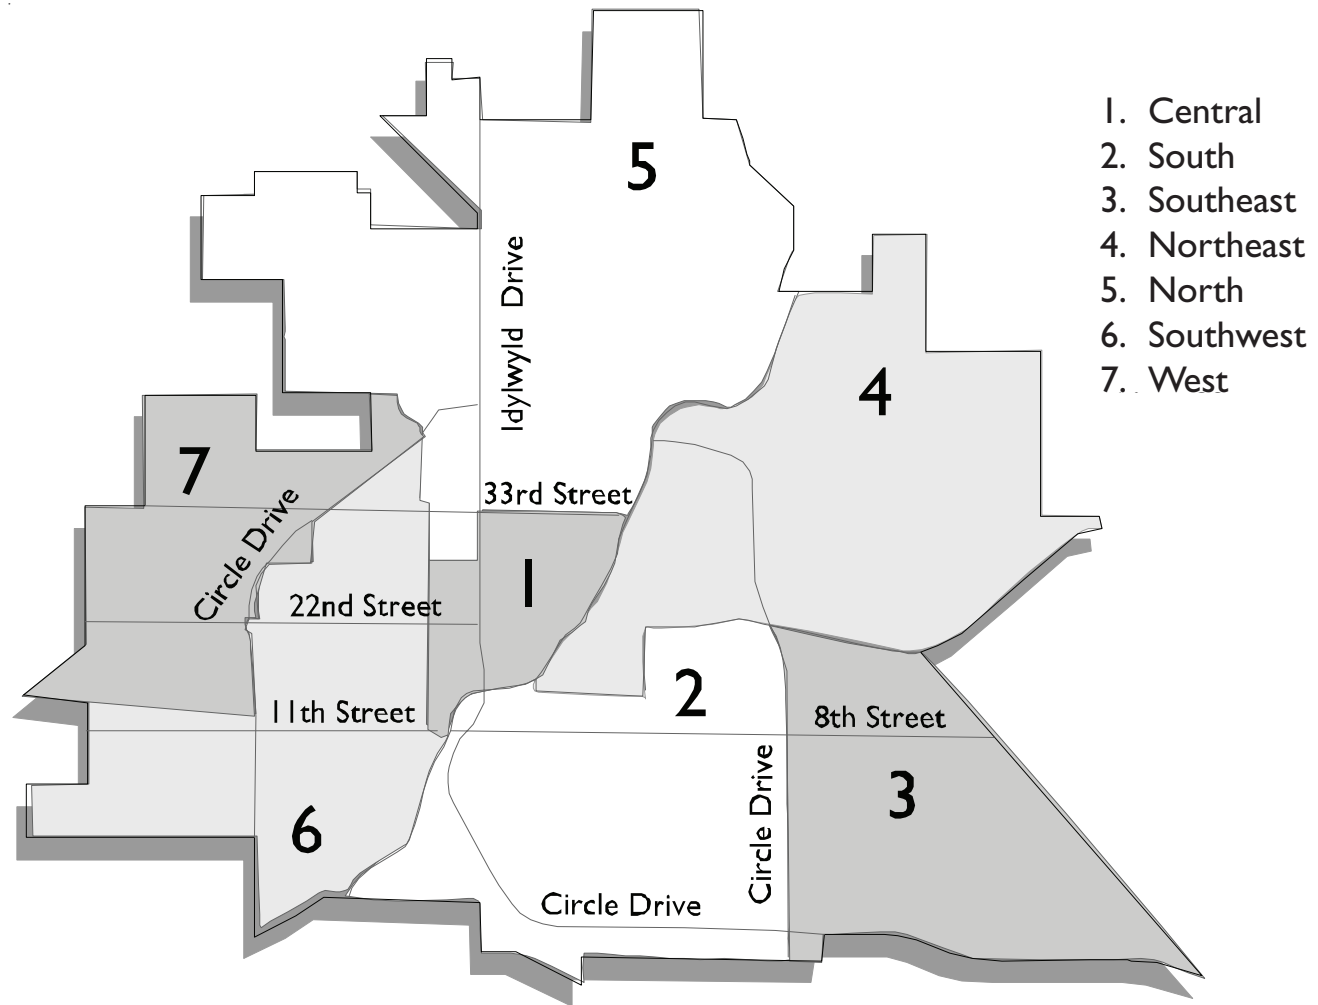 5
Idylwyld Drive
4
7
Circle Drive
33rd Street
1
22nd Street
2
11th Street
8th Street
6
Circle Drive
3
Circle Drive
1. Central
2. South
3. Southeast
4. Northeast
5. North
6. Southwest
7. West